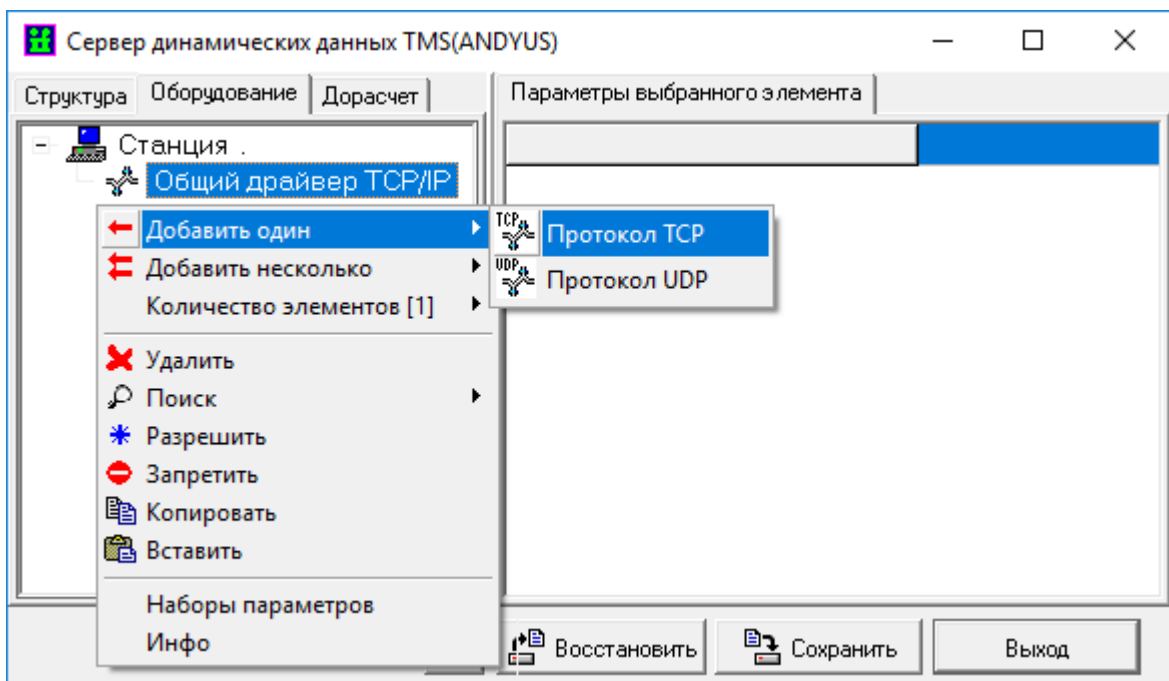 Сервер динамических данных TMS(ANDYUS)
Структура Оборудование Дорасчет
Параметры выбранного элемента
Станция .
Общий драйвер TCP/IP
Добавить один
Добавить несколько
Количество элементов [1]
Удалить
Поиск
Разрешить
Запретить
Копировать
Вставить
Наборы параметров
Инфо
TCP Протокол TCP
UDP Протокол UDP
Восстановить Сохранить Выход